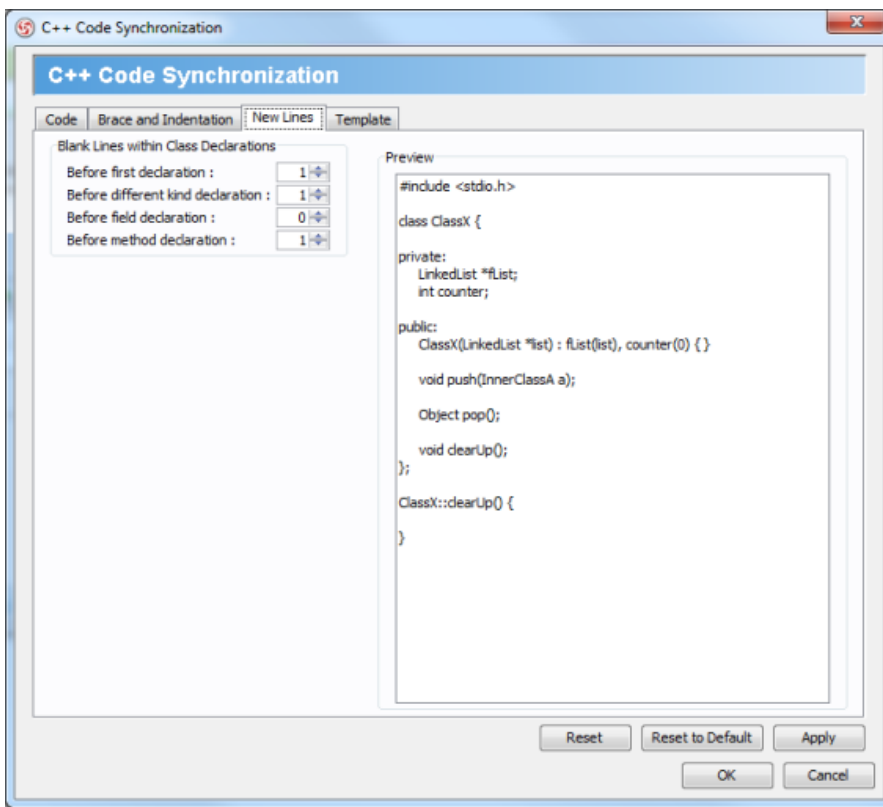 C++ Code Synchronization
C++ Code Synchronization
Code Brace and Indentation New Lines Template
Blank Lines within Class Declarations
Before first declaration : 1
Before different kind declaration : 1
Before field declaration : 0
Before method declaration : 1
Preview
#include <stdio.h>
class ClassX {
private:
LinkedList *fList;
int counter;
public:
ClassX(LinkedList *list) : fList(list), counter(0) { }
void push(InnerClassA a);
Object pop();
void clearUp();
};
ClassX::clearUp() {
}
Reset Reset to Default Apply
OK Cancel